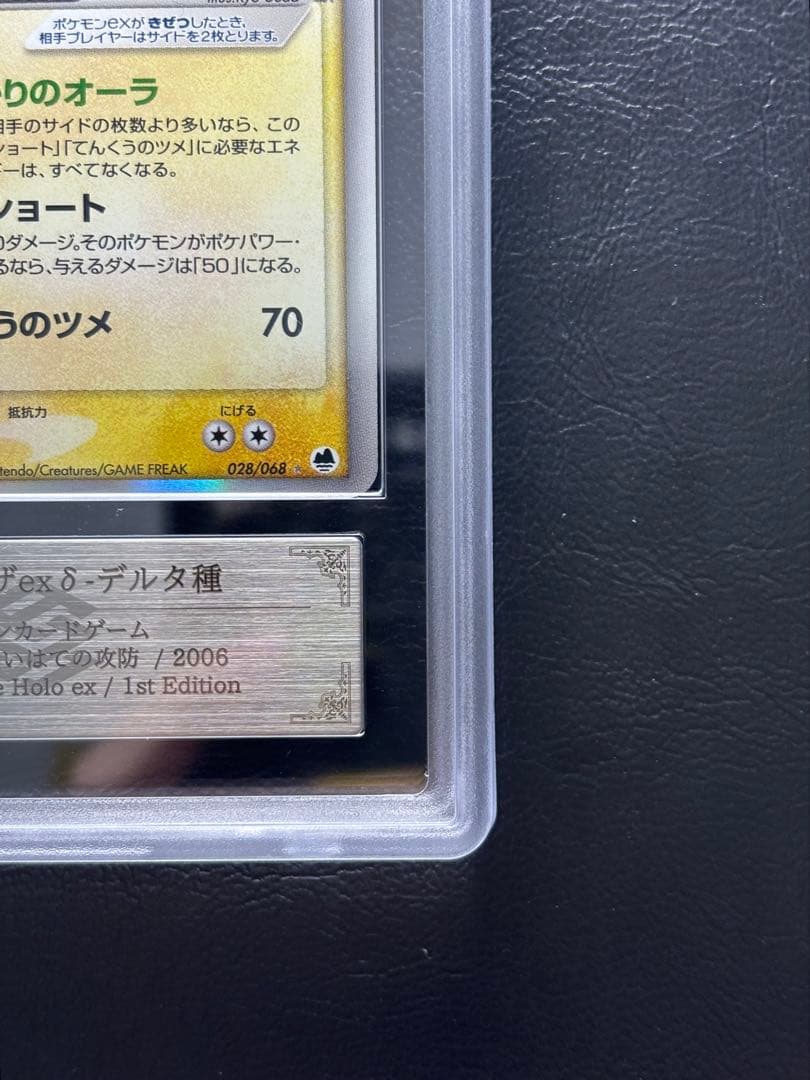 ポケモンexが きぜつしたとき、
相手プレイヤーはサイドを2枚とります。
りのオーラ
相手のサイドの枚数より多いなら、この
ショート」「てんくうのツメ」に必要なエネ
ーは、すべてなくなる。
ショート
0ダメージ。そのポケモンがポケパワー・
るなら、与えるダメージは「50」になる。
うのツメ 70
抵抗力 にげる
ntendo/Creatures/GAME FREAK 028/068
ザex δ-デルタ種
ンカードゲーム
いはての攻防 / 2006
e Holo ex / 1st Edition